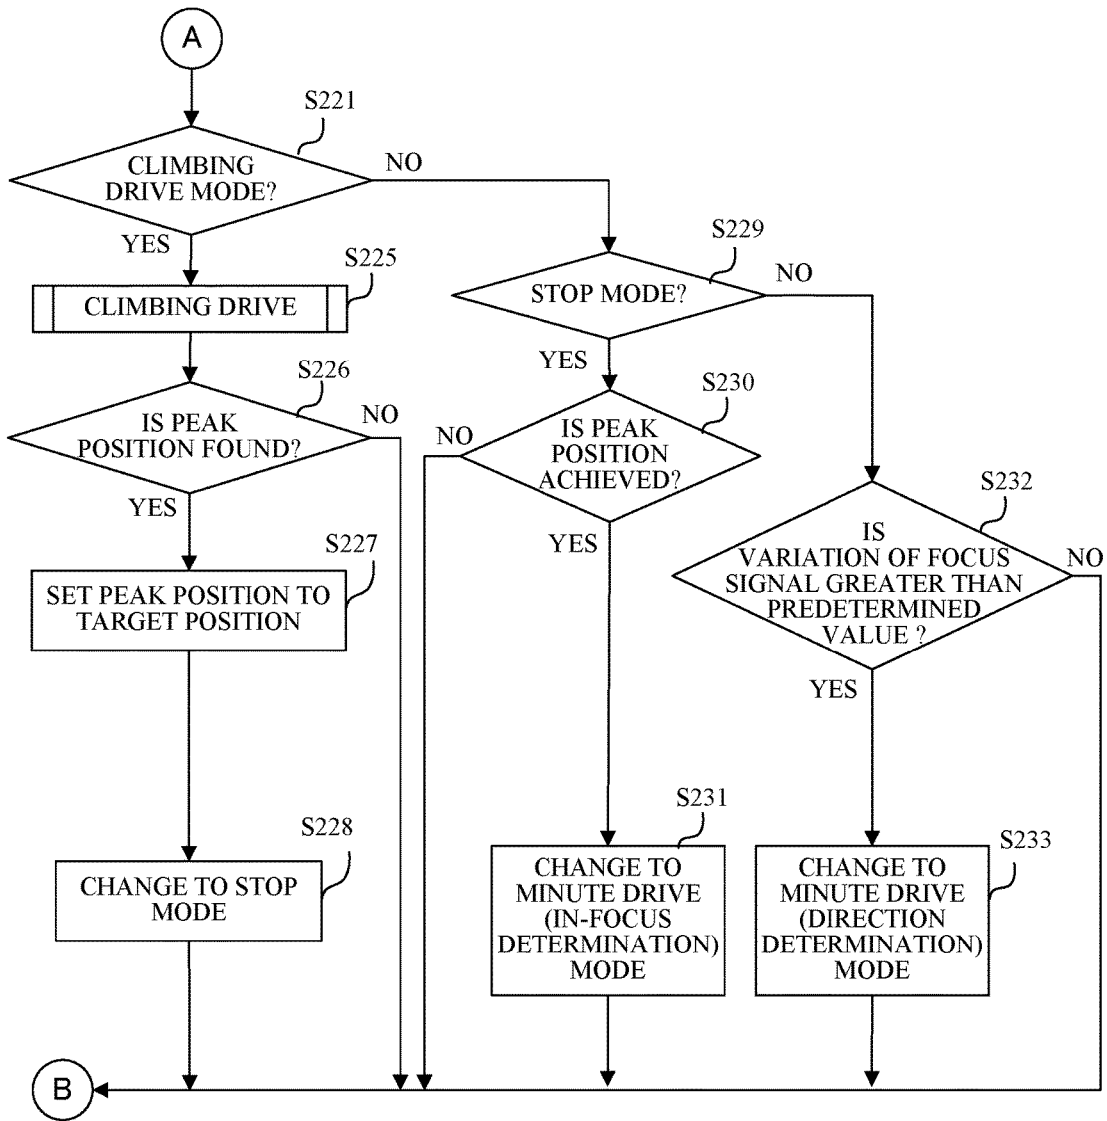 A
S221
CLIMBING
DRIVE MODE?
NO
YES
S225
CLIMBING DRIVE
S226
IS PEAK
POSITION FOUND?
NO
YES
S227
SET PEAK POSITION TO
TARGET POSITION
S228
CHANGE TO STOP
MODE
S229
STOP MODE?
NO
YES
S230
IS PEAK
POSITION
ACHIEVED?
NO
YES
S231
CHANGE TO
MINUTE DRIVE
(IN-FOCUS
DETERMINATION)
MODE
S232
IS
VARIATION OF FOCUS
SIGNAL GREATER THAN
PREDETERMINED
VALUE ?
NO
YES
S233
CHANGE TO
MINUTE DRIVE
(DIRECTION
DETERMINATION)
MODE
B